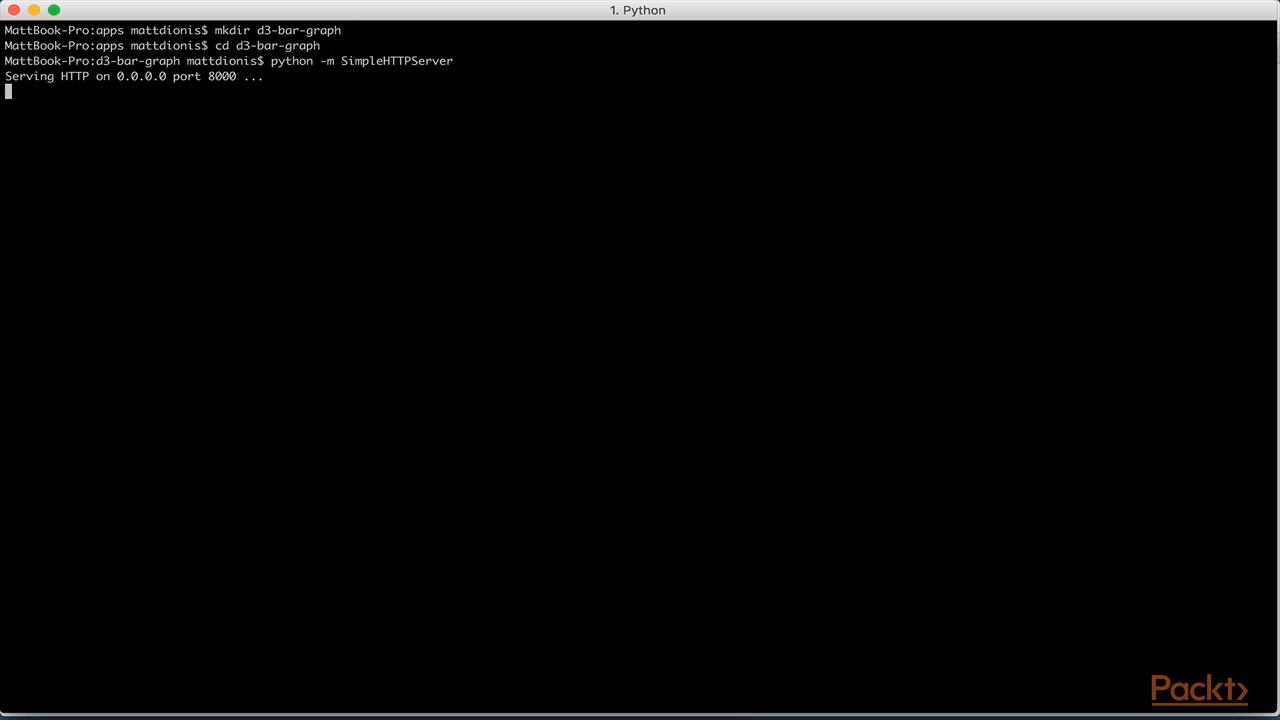 1. Python
MattBook-Pro:apps mattdionis$ mkdir d3-bar-graph
MattBook-Pro:apps mattdionis$ cd d3-bar-graph
MattBook-Pro:d3-bar-graph mattdionis$ python -m SimpleHTTPServer
Serving HTTP on 0.0.0.0 port 8000 ...
Packt>